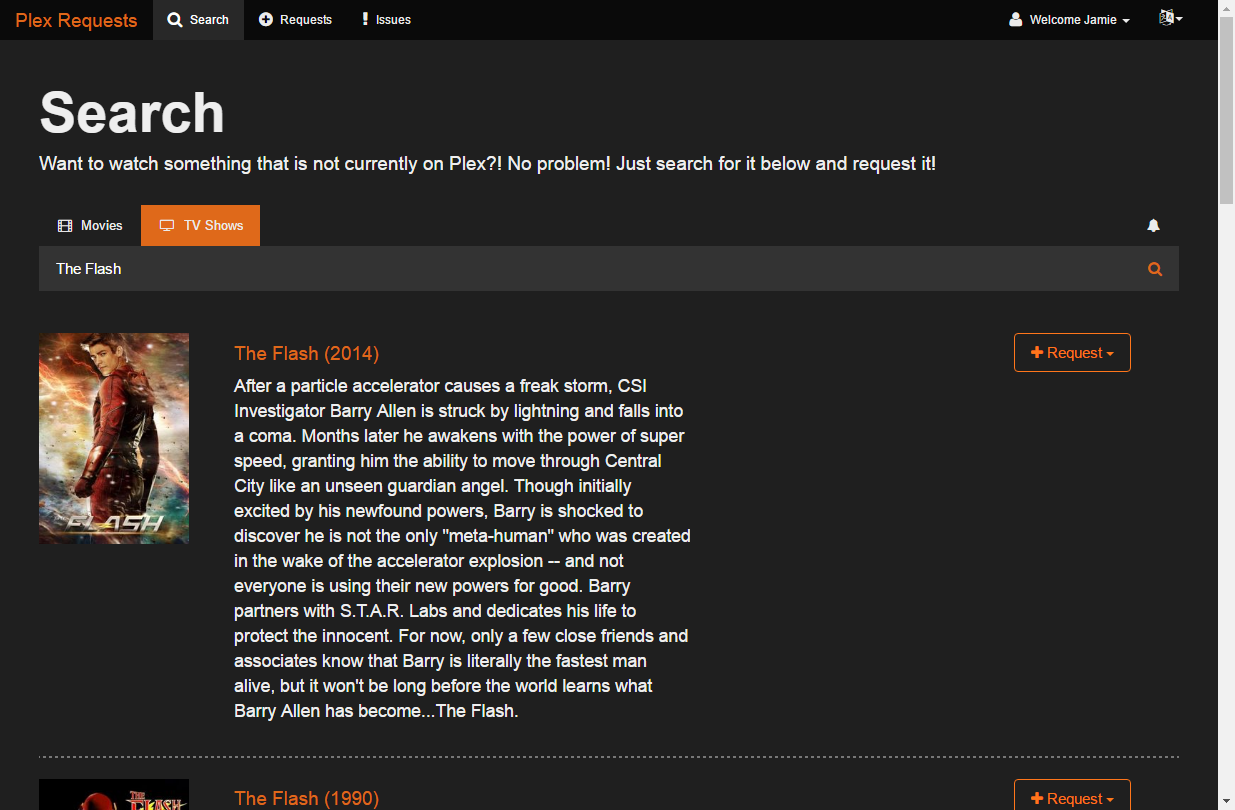 Plex Requests Search Requests Issues Welcome Jamie
Search
Want to watch something that is not currently on Plex?! No problem! Just search for it below and request it!
Movies TV Shows
The Flash
The Flash (2014)
Request
After a particle accelerator causes a freak storm, CSI
Investigator Barry Allen is struck by lightning and falls into
a coma. Months later he awakens with the power of super
speed, granting him the ability to move through Central
City like an unseen guardian angel. Though initially
excited by his newfound powers, Barry is shocked to
discover he is not the only "meta-human" who was created
in the wake of the accelerator explosion -- and not
everyone is using their new powers for good. Barry
partners with S.T.A.R. Labs and dedicates his life to
protect the innocent. For now, only a few close friends and
associates know that Barry is literally the fastest man
alive, but it won't be long before the world learns what
Barry Allen has become...The Flash.
FLASH
THE
FLASH
The Flash (1990)
Request